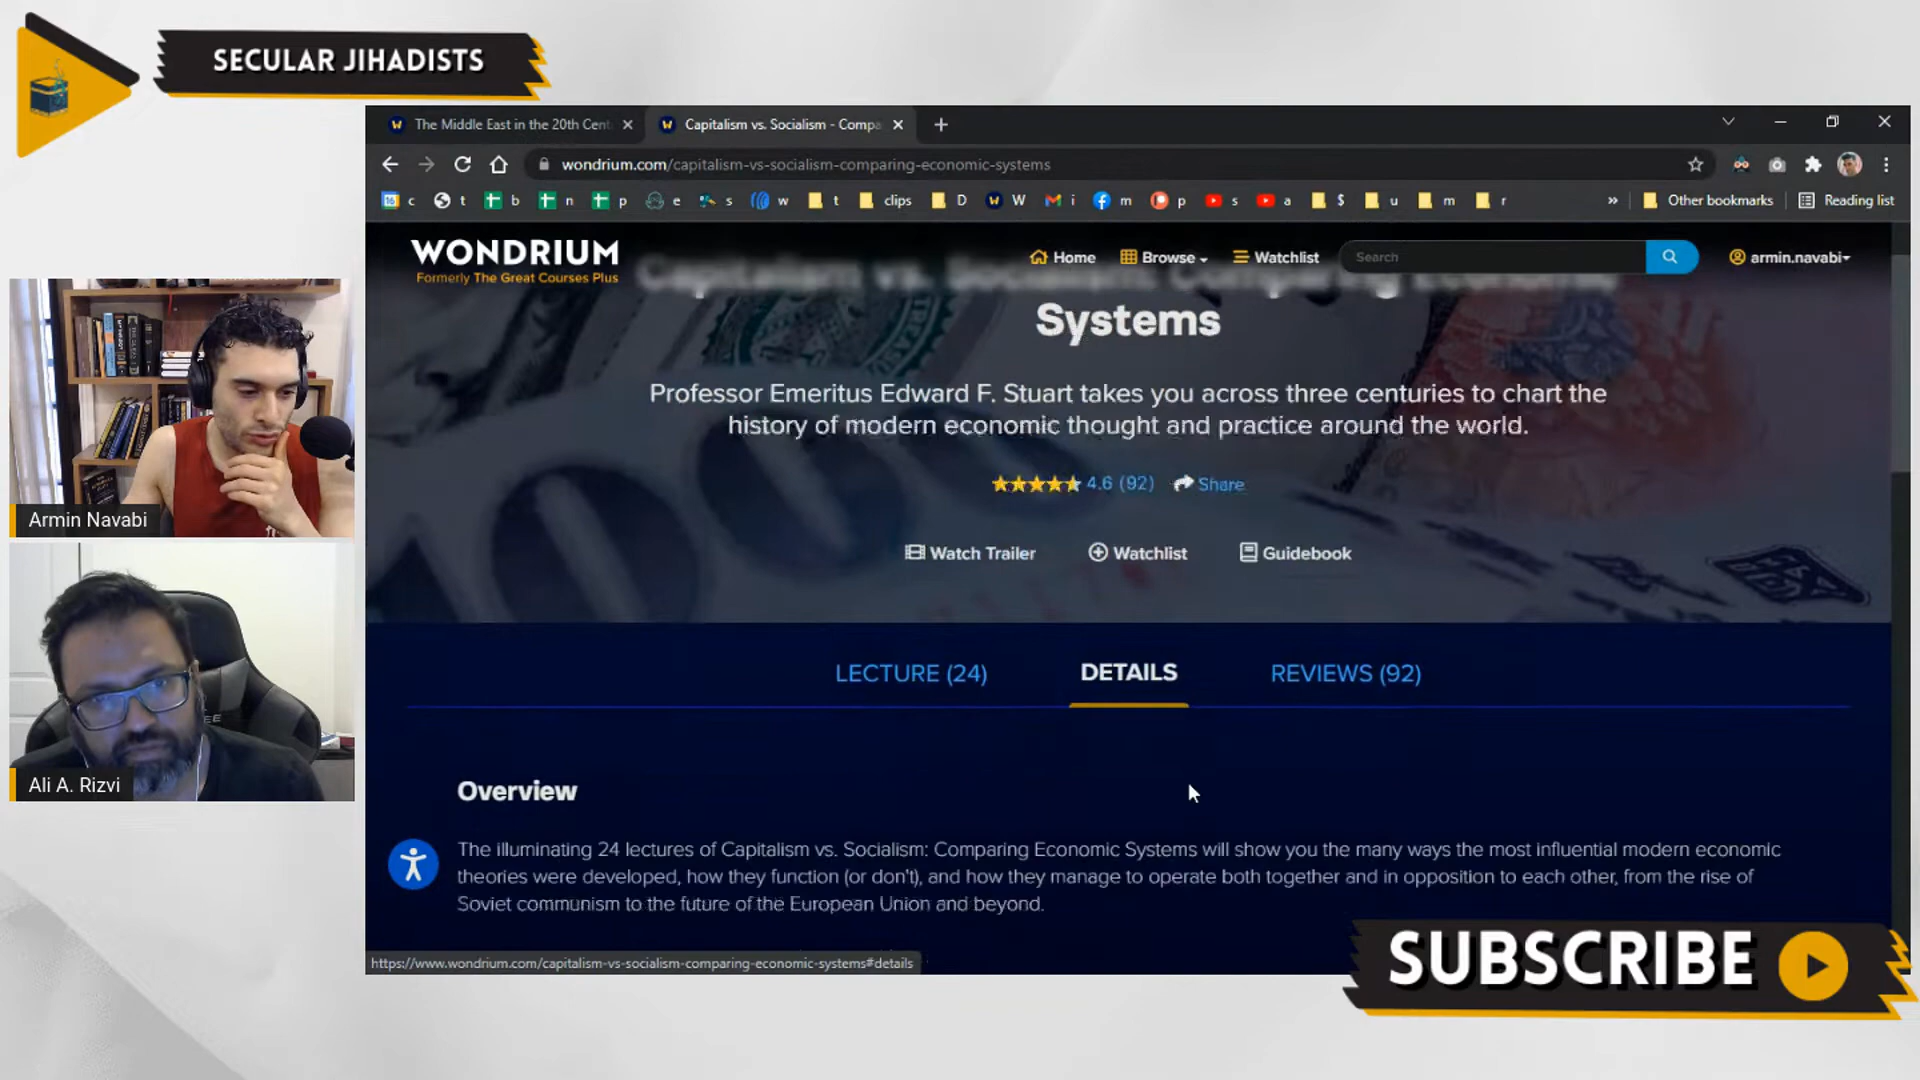 SECULAR JIHADISTS
The Middle East in the 20th Cent
Capitalism vs. Socialism - Compa
wondrium.com/capitalism-vs-socialism-comparing-economic-systems
c t b n p e s w t clips D W i m p s a $ u m r » Other bookmarks Reading list
WONDRIUM
Formerly The Great Courses Plus
Home Browse Watchlist Search armin.navabi
Capitalism vs. Socialism: Comparing Economic
Systems
Professor Emeritus Edward F. Stuart takes you across three centuries to chart the
history of modern economic thought and practice around the world.
4.6 (92) Share
Watch Trailer Watchlist Guidebook
LECTURE (24) DETAILS REVIEWS (92)
Overview
The illuminating 24 lectures of Capitalism vs. Socialism: Comparing Economic Systems will show you the many ways the most influential modern economic
theories were developed, how they function (or don't), and how they manage to operate both together and in opposition to each other, from the rise of
Soviet communism to the future of the European Union and beyond.
https://www.wondrium.com/capitalism-vs-socialism-comparing-economic-systems#details
Armin Navabi
Ali A. Rizvi
SUBSCRIBE